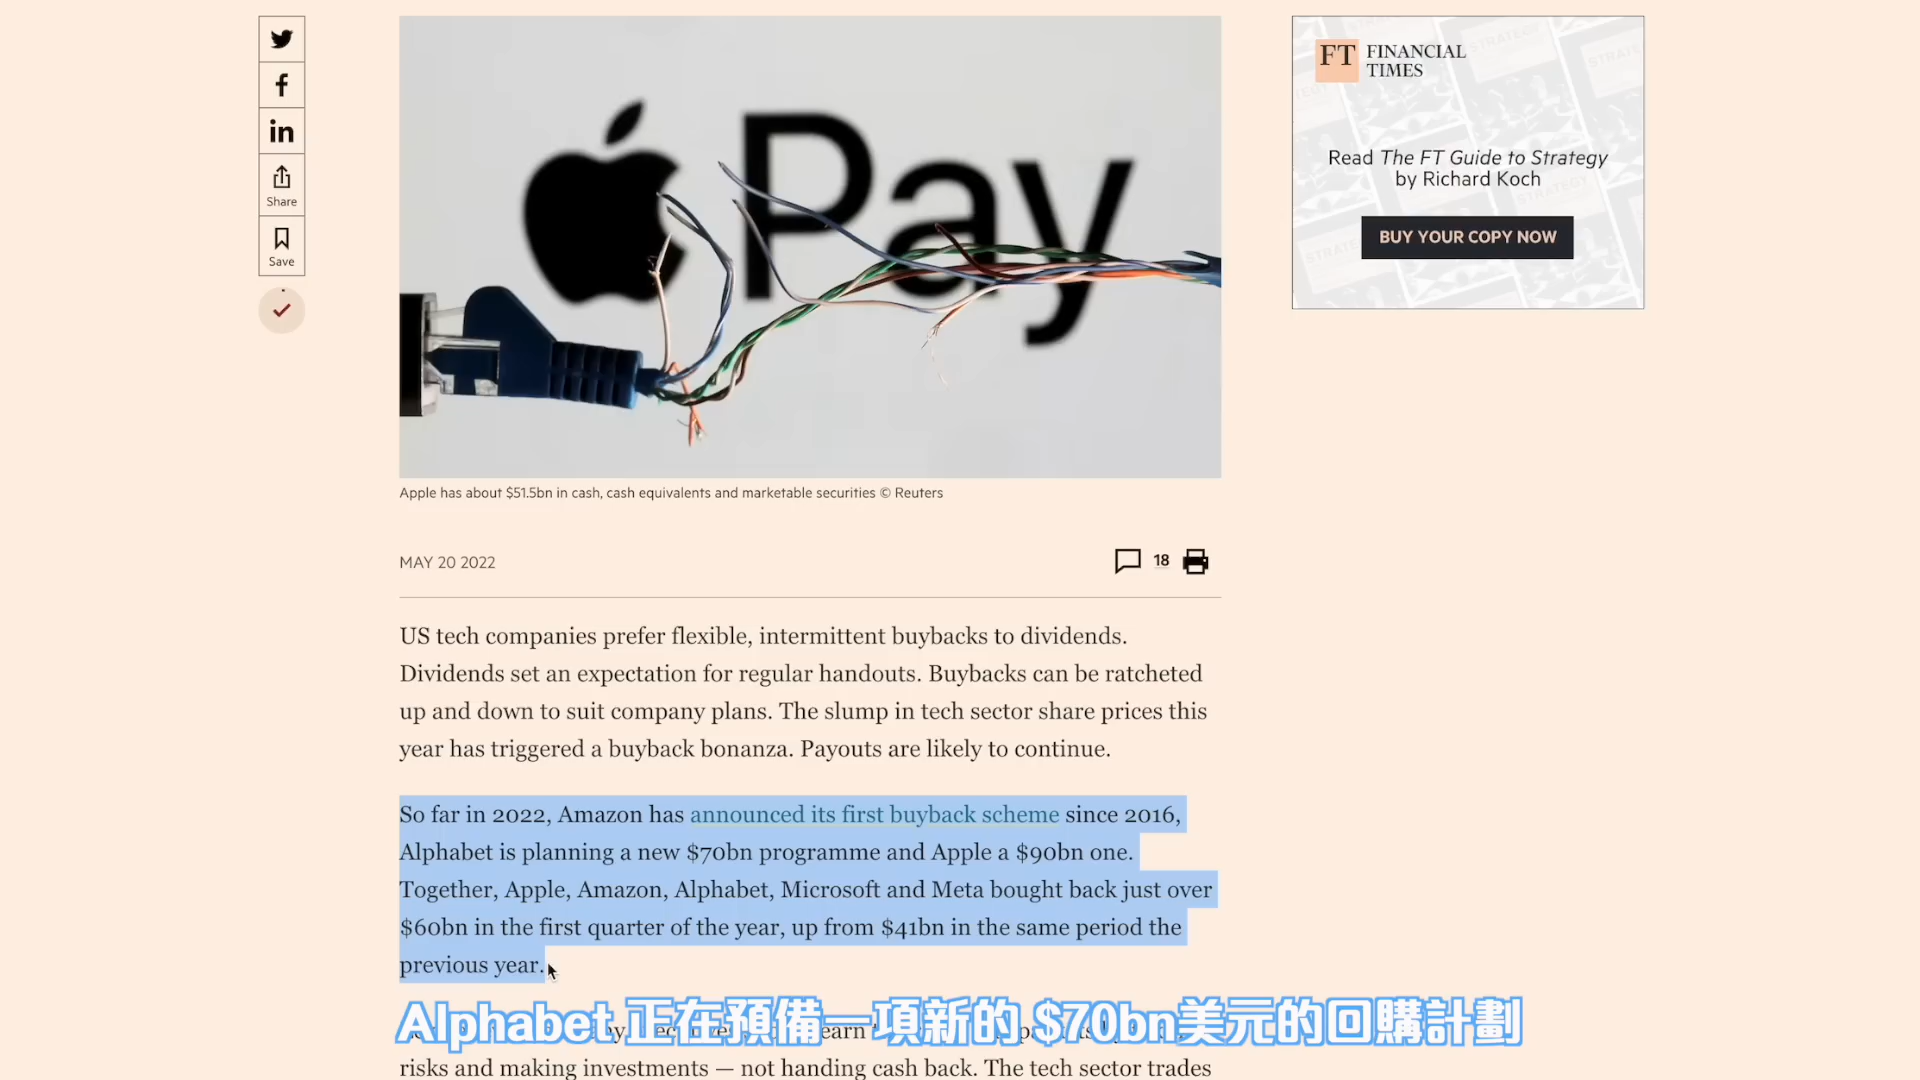 Share
Save
Pay
Apple has about $51.5bn in cash, cash equivalents and marketable securities © Reuters
MAY 20 2022
18
US tech companies prefer flexible, intermittent buybacks to dividends.
Dividends set an expectation for regular handouts. Buybacks can be ratcheted
up and down to suit company plans. The slump in tech sector share prices this
year has triggered a buyback bonanza. Payouts are likely to continue.
So far in 2022, Amazon has announced its first buyback scheme since 2016,
Alphabet is planning a new $70bn programme and Apple a $90bn one.
Together, Apple, Amazon, Alphabet, Microsoft and Meta bought back just over
$60bn in the first quarter of the year, up from $41bn in the same period the
previous year.
Alphabet 正在預備一項新的 $70bn美元的回購計劃
risks and making investments — not handing cash back. The tech sector trades
FT FINANCIAL
TIMES
Read The FT Guide to Strategy
by Richard Koch
BUY YOUR COPY NOW